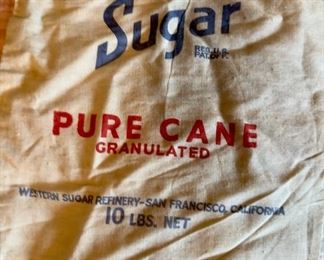 Sugar
REG. U.S.
PAT. OFF.
PURE CANE
GRANULATED
WESTERN SUGAR REFINERY-SAN FRANCISCO, CALIFORNIA
10 LBS. NET